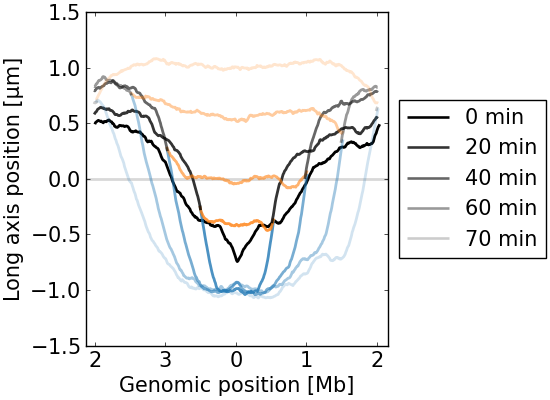 1.5
1.0
0.5
0.0
−0.5
−1.0
−1.5
Long axis position [µm]
2 3 0 1 2
Genomic position [Mb]
0 min
20 min
40 min
60 min
70 min